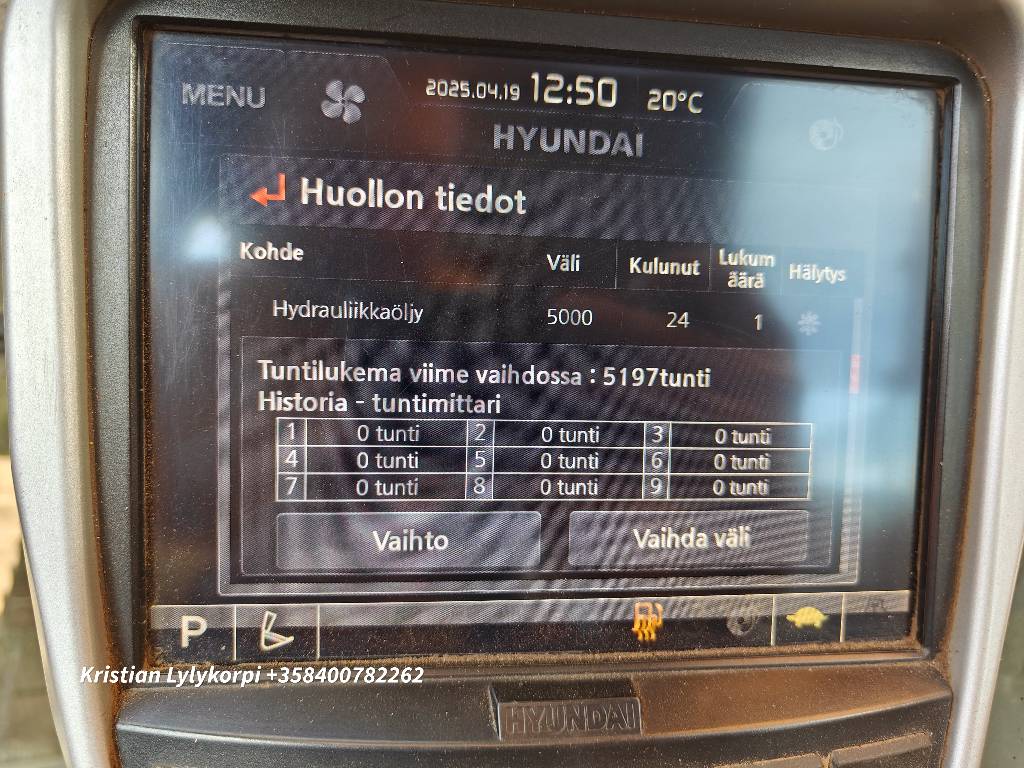 MENU 2025.04.19 12:50 20°C
HYUNDAI
Huollon tiedot
Kohde Väli Kulunut Lukum äärä Hälytys
Hydrauliikkaöljy 5000 24 1
Tuntilukema viime vaihdossa : 5197tunti
Historia - tuntimittari
1 0 tunti 2 0 tunti 3 0 tunti
4 0 tunti 5 0 tunti 6 0 tunti
7 0 tunti 8 0 tunti 9 0 tunti
Vaihto Vaihda väli
P
Kristian Lylykorpi +358400782262
HYUNDAI